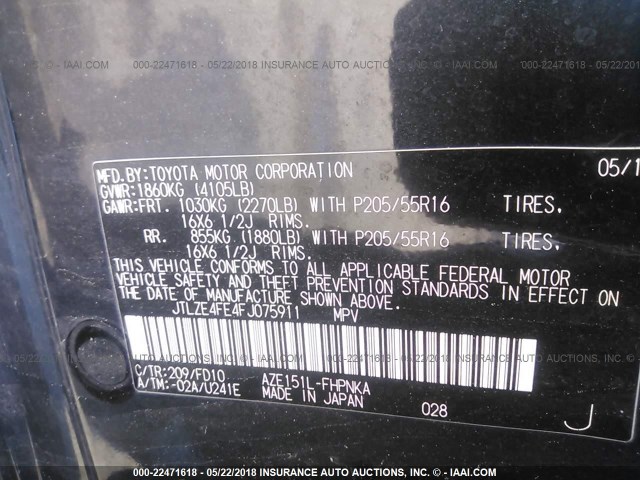 © - IAAI.COM 000-22471618 - 05/22/2018 INSURANCE AUTO AUCTIONS, INC. © - IAAI.COM
MFD.BY:TOYOTA MOTOR CORPORATION 05/1
GVWR:1860KG (4105LB)
GAWR:FRT. 1030KG (2270LB) WITH P205/55R16 TIRES,
16X6 1/2J RIMS.
RR. 855KG. (1880LB) WITH P205/55R16 TIRES,
16X6 1/2J RIMS.
THIS VEHICLE CONFORMS TO ALL APPLICABLE FEDERAL MOTOR
VEHICLE SAFETY AND THEFT PREVENTION STANDARDS IN EFFECT ON
THE DATE OF MANUFACTURE SHOWN ABOVE.
JTLZE4FE4FJ075911 MPV
C/TR:209/FD10 AZE151L-FHPNKA
A/TM:-02A/U241E MADE IN JAPAN 028 J
000-22471618 - 05/22/2018 INSURANCE AUTO AUCTIONS, INC. © - IAAI.COM